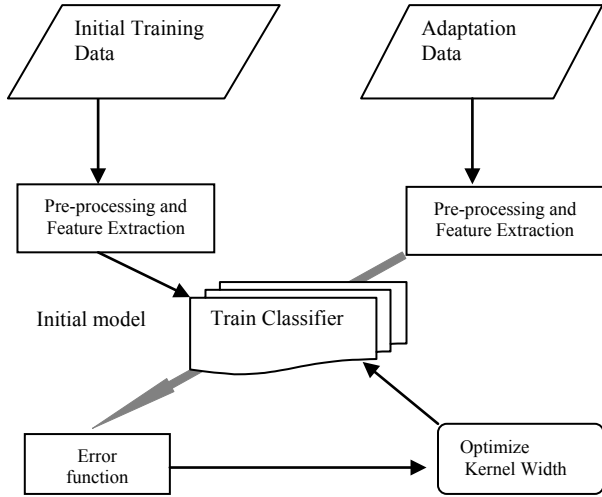 Initial Training
Data
Adaptation
Data
Pre-processing and
Feature Extraction
Pre-processing and
Feature Extraction
Initial model
Train Classifier
Error
function
Optimize
Kernel Width